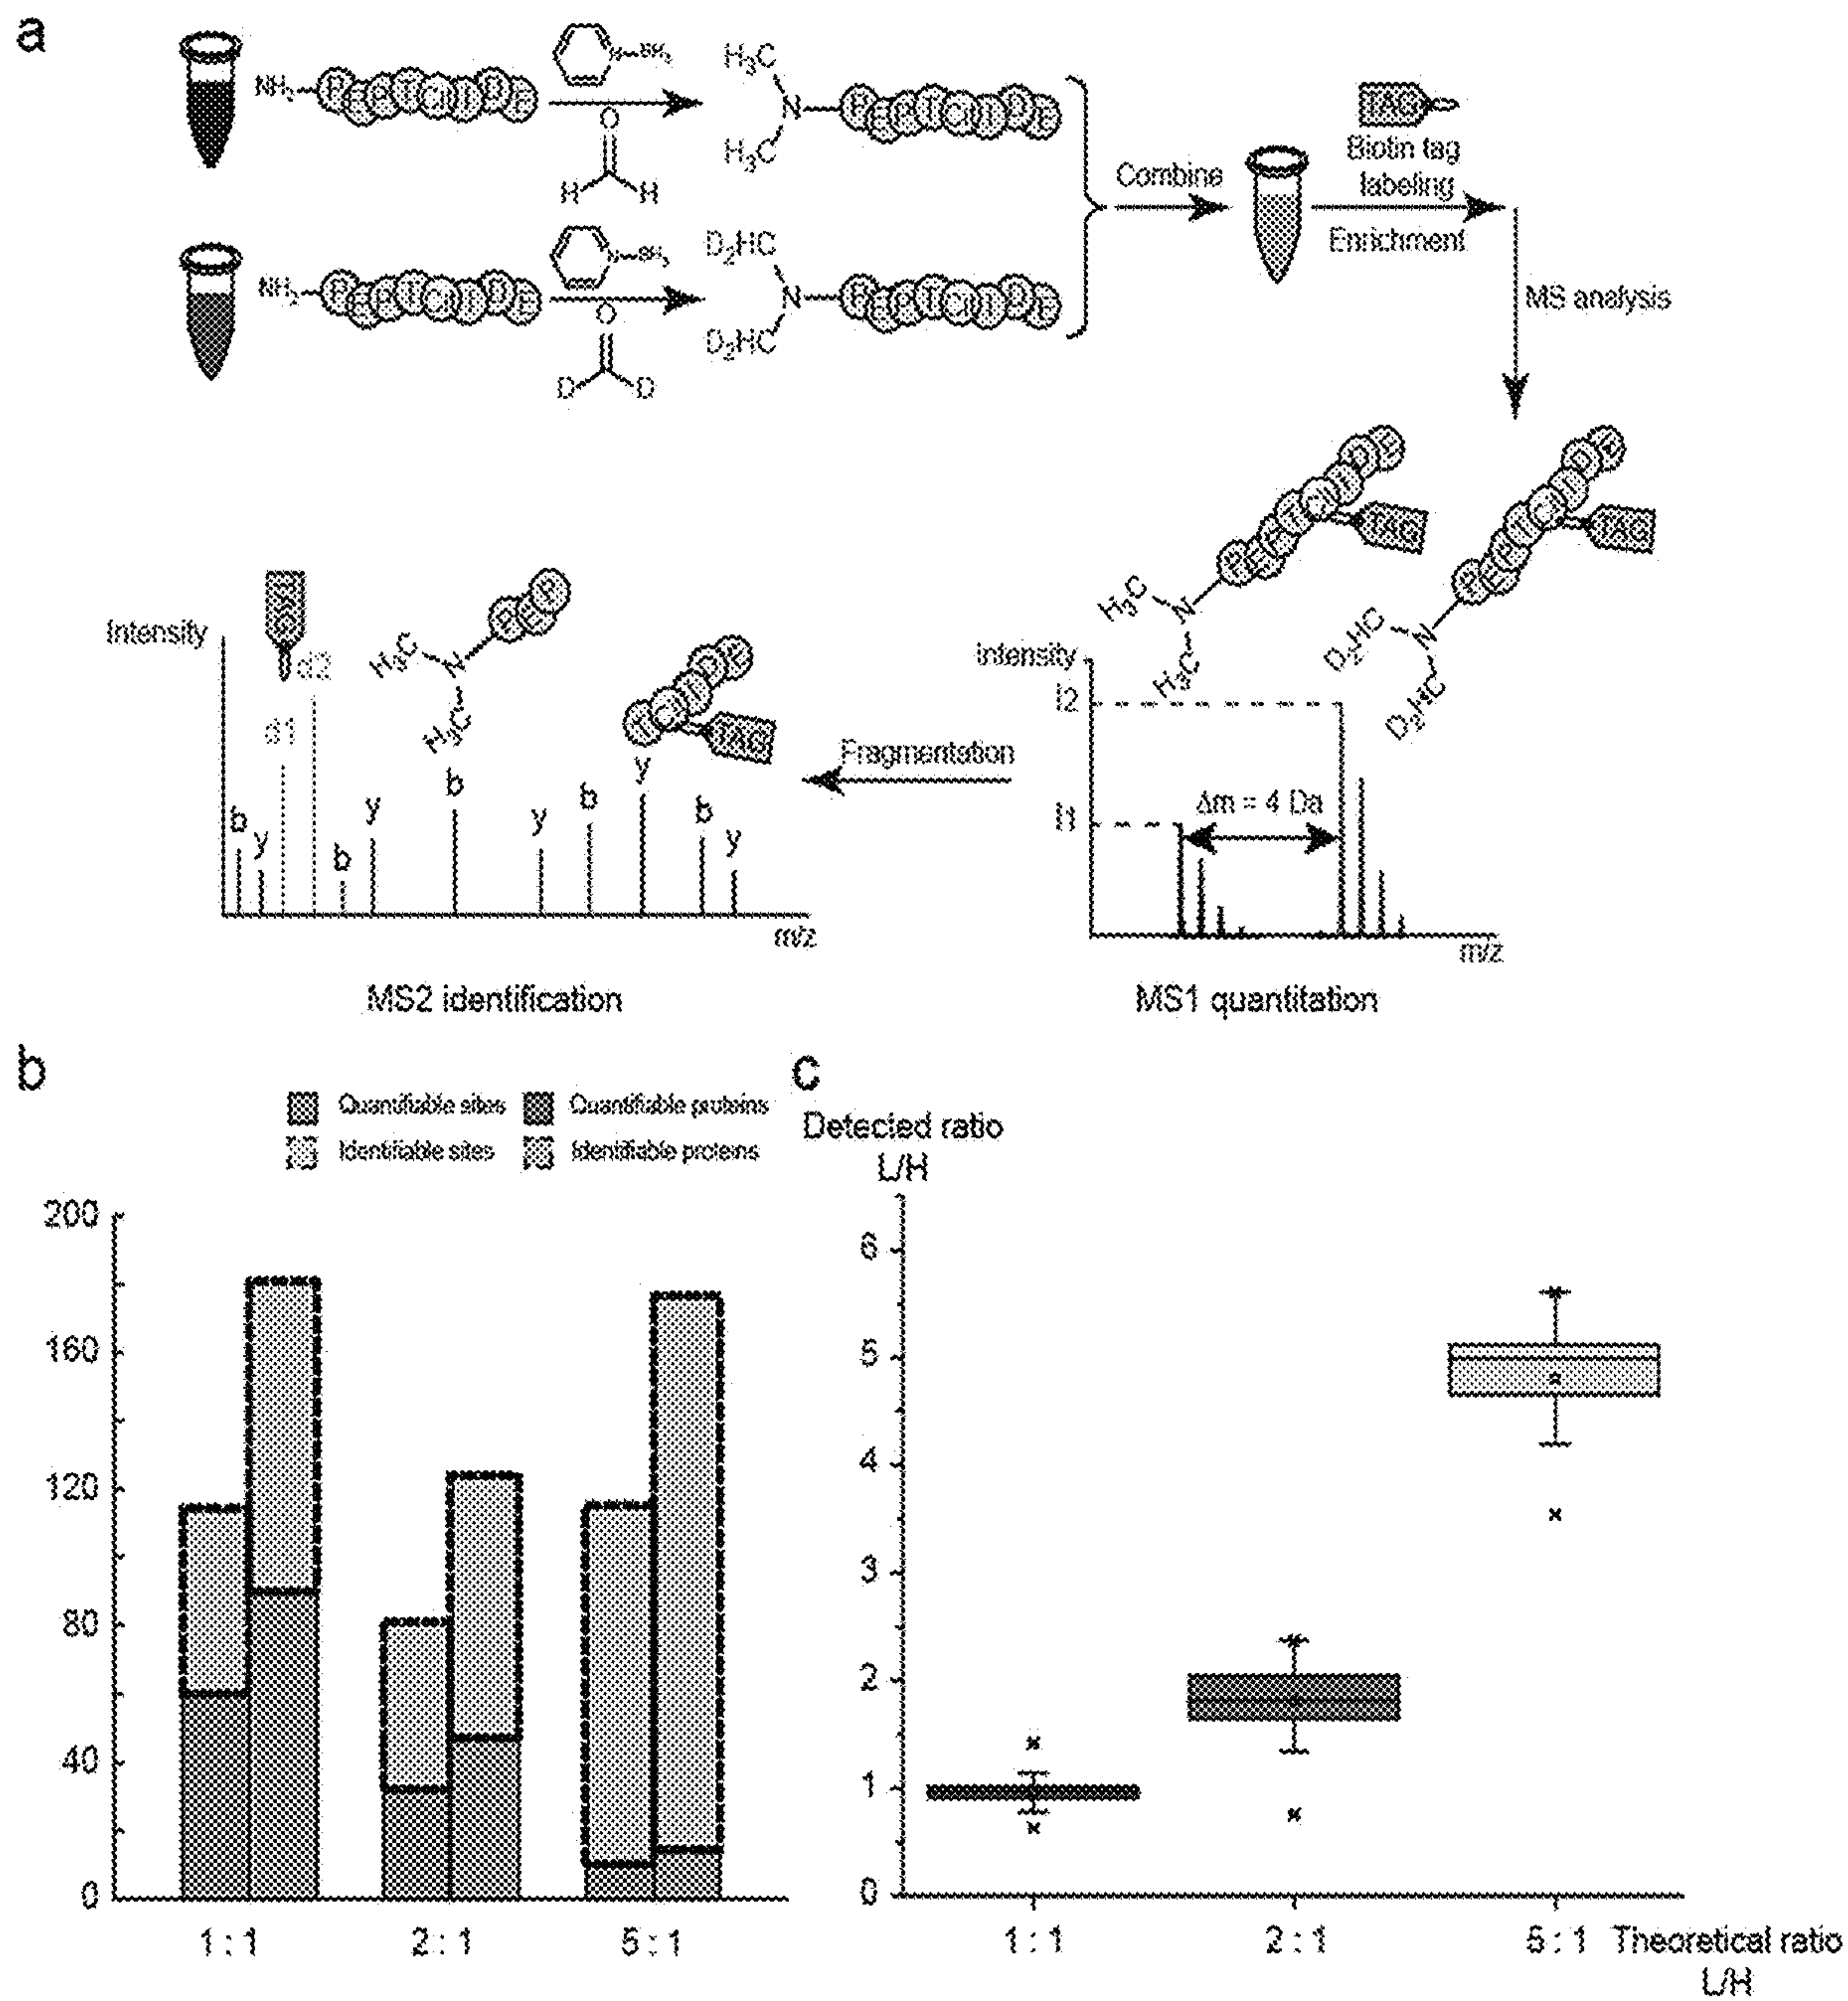 a
NH2
N
BH3
O
H
H
H3C
N
H3C
Combine
TAG
Biotin tag
labeling
Enrichment
NH2
N
BH3
O
D
D
D2HC
N
D2HC
MS analysis
TAG
TAG
H3C
N
H3C
D2HC
N
D2HC
Intensity
d2
d1
H3C
N
H3C
P E P
TAG
b
y
b
y
b
y
b
y
b
y
m/z
MS2 identification
Fragmentation
Intensity
I2
I1
Δm = 4 Da
m/z
MS1 quantitation
b
Quantifiable sites
Quantifiable proteins
Identifiable sites
Identifiable proteins
200
160
120
80
40
0
1 : 1
2 : 1
5 : 1
c
Detected ratio
L/H
6
5
4
3
2
1
0
1 : 1
2 : 1
5 : 1
Theoretical ratio
L/H